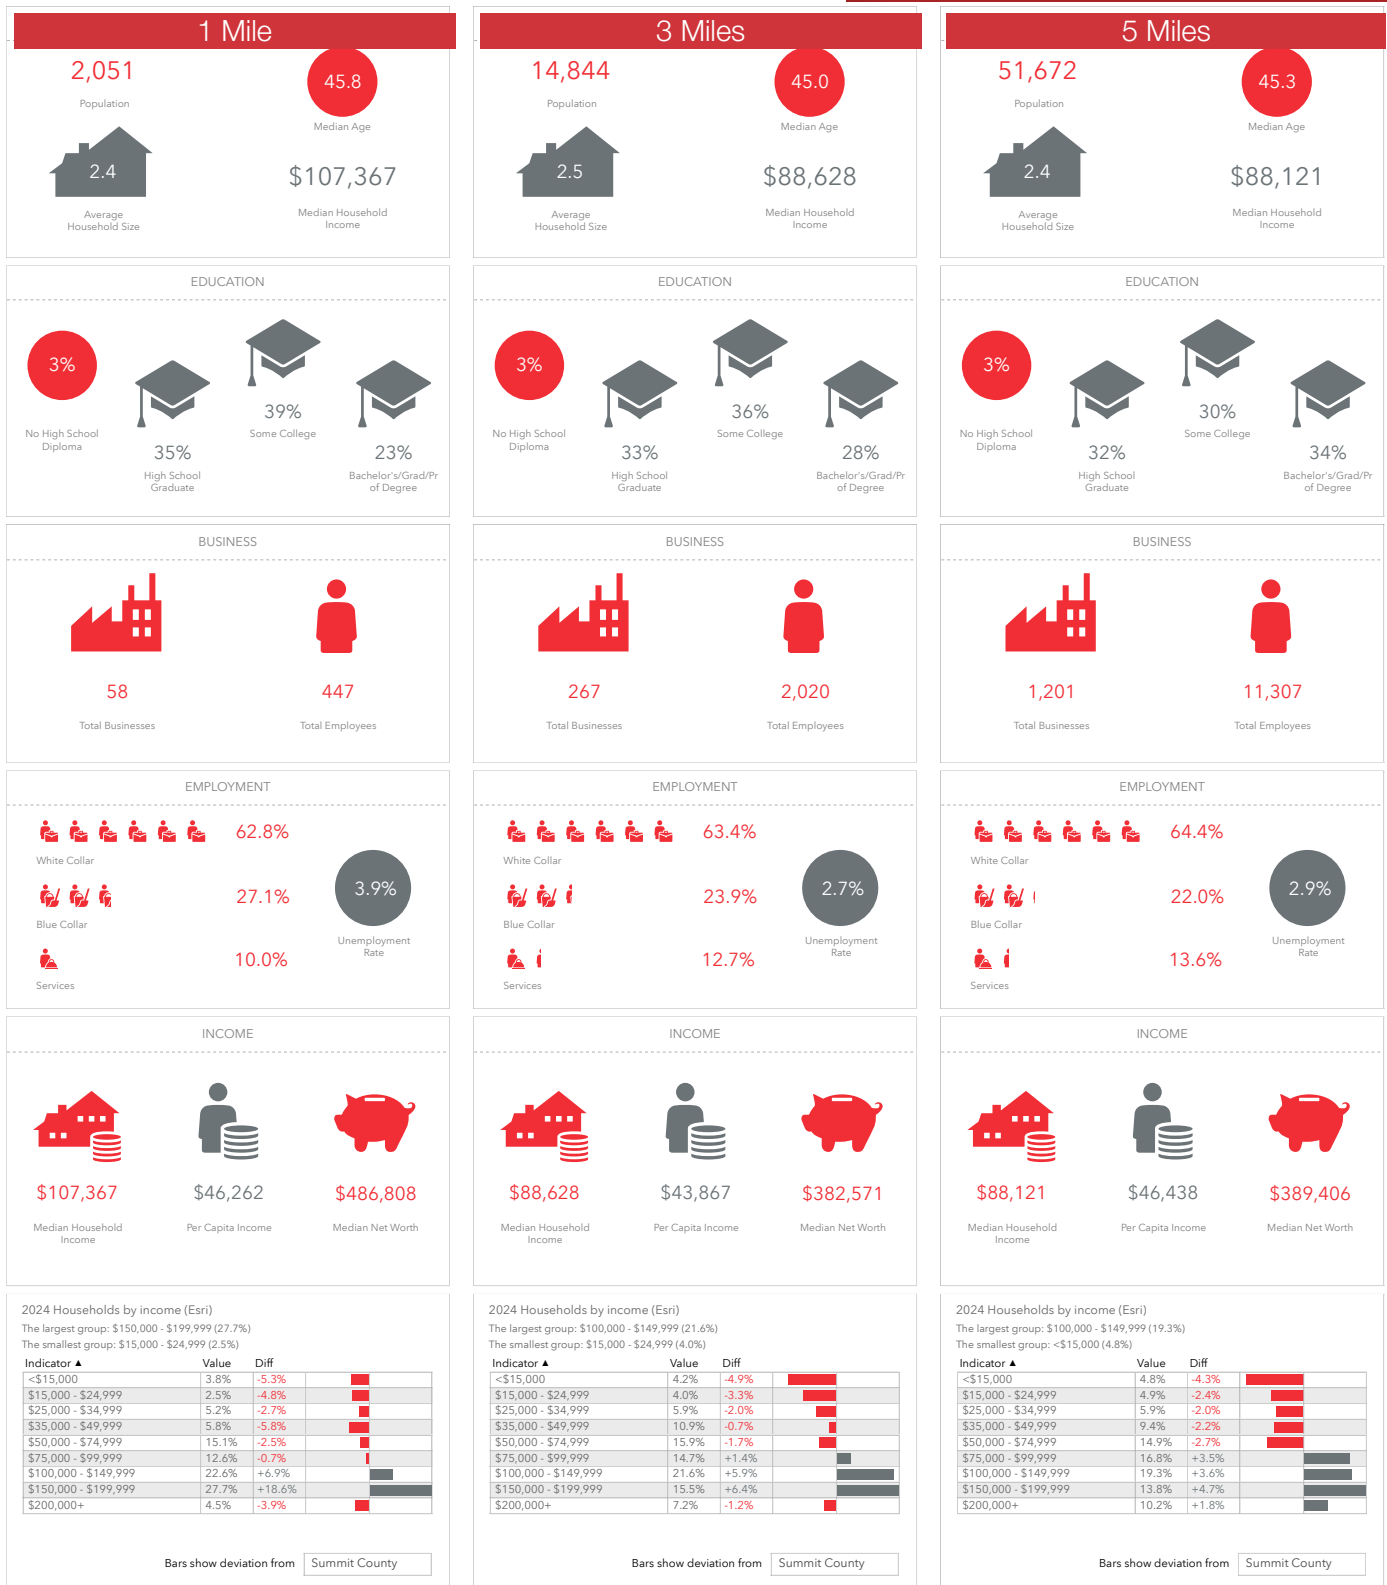 1 Mile
2,051
Population
45.8
Median Age
2.4
Average
Household Size
$107,367
Median Household
Income
EDUCATION
3%
No High School
Diploma
35%
High School
Graduate
39%
Some College
23%
Bachelor's/Grad/Pr
of Degree
BUSINESS
58
Total Businesses
447
Total Employees
EMPLOYMENT
62.8%
White Collar
27.1%
Blue Collar
10.0%
Services
3.9%
Unemployment
Rate
INCOME
$107,367
Median Household
Income
$46,262
Per Capita Income
$486,808
Median Net Worth
2024 Households by income (Esri)
The largest group: $150,000 - $199,999 (27.7%)
The smallest group: $15,000 - $24,999 (2.5%)
Indicator ▲ Value Diff
<$15,000 3.8% -5.3%
$15,000 - $24,999 2.5% -4.8%
$25,000 - $34,999 5.2% -2.7%
$35,000 - $49,999 5.8% -5.8%
$50,000 - $74,999 15.1% -2.5%
$75,000 - $99,999 12.6% -0.7%
$100,000 - $149,999 22.6% +6.9%
$150,000 - $199,999 27.7% +18.6%
$200,000+ 4.5% -3.9%
Bars show deviation from Summit County
3 Miles
14,844
Population
45.0
Median Age
2.5
Average
Household Size
$88,628
Median Household
Income
EDUCATION
3%
No High School
Diploma
33%
High School
Graduate
36%
Some College
28%
Bachelor's/Grad/Pr
of Degree
BUSINESS
267
Total Businesses
2,020
Total Employees
EMPLOYMENT
63.4%
White Collar
23.9%
Blue Collar
12.7%
Services
2.7%
Unemployment
Rate
INCOME
$88,628
Median Household
Income
$43,867
Per Capita Income
$382,571
Median Net Worth
2024 Households by income (Esri)
The largest group: $100,000 - $149,999 (21.6%)
The smallest group: $15,000 - $24,999 (4.0%)
Indicator ▲ Value Diff
<$15,000 4.2% -4.9%
$15,000 - $24,999 4.0% -3.3%
$25,000 - $34,999 5.9% -2.0%
$35,000 - $49,999 10.9% -0.7%
$50,000 - $74,999 15.9% -1.7%
$75,000 - $99,999 14.7% +1.4%
$100,000 - $149,999 21.6% +5.9%
$150,000 - $199,999 15.5% +6.4%
$200,000+ 7.2% -1.2%
Bars show deviation from Summit County
5 Miles
51,672
Population
45.3
Median Age
2.4
Average
Household Size
$88,121
Median Household
Income
EDUCATION
3%
No High School
Diploma
32%
High School
Graduate
30%
Some College
34%
Bachelor's/Grad/Pr
of Degree
BUSINESS
1,201
Total Businesses
11,307
Total Employees
EMPLOYMENT
64.4%
White Collar
22.0%
Blue Collar
13.6%
Services
2.9%
Unemployment
Rate
INCOME
$88,121
Median Household
Income
$46,438
Per Capita Income
$389,406
Median Net Worth
2024 Households by income (Esri)
The largest group: $100,000 - $149,999 (19.3%)
The smallest group: <$15,000 (4.8%)
Indicator ▲ Value Diff
<$15,000 4.8% -4.3%
$15,000 - $24,999 4.9% -2.4%
$25,000 - $34,999 5.9% -2.0%
$35,000 - $49,999 9.4% -2.2%
$50,000 - $74,999 14.9% -2.7%
$75,000 - $99,999 16.8% +3.5%
$100,000 - $149,999 19.3% +3.6%
$150,000 - $199,999 13.8% +4.7%
$200,000+ 10.2% +1.8%
Bars show deviation from Summit County